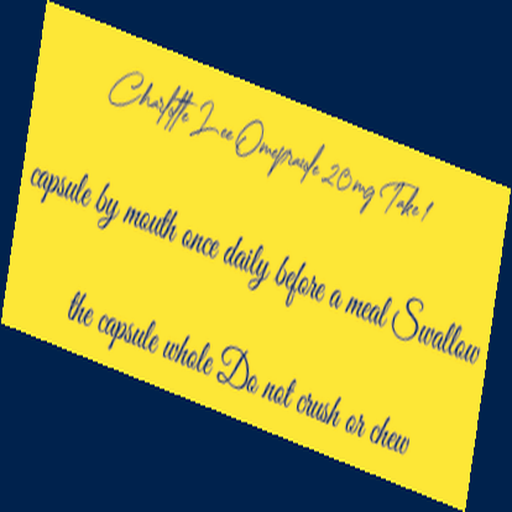 Charlotte Lee Omeprazole 20mg Take 1
capsule by mouth once daily before a meal Swallow
the capsule whole Do not crush or chew